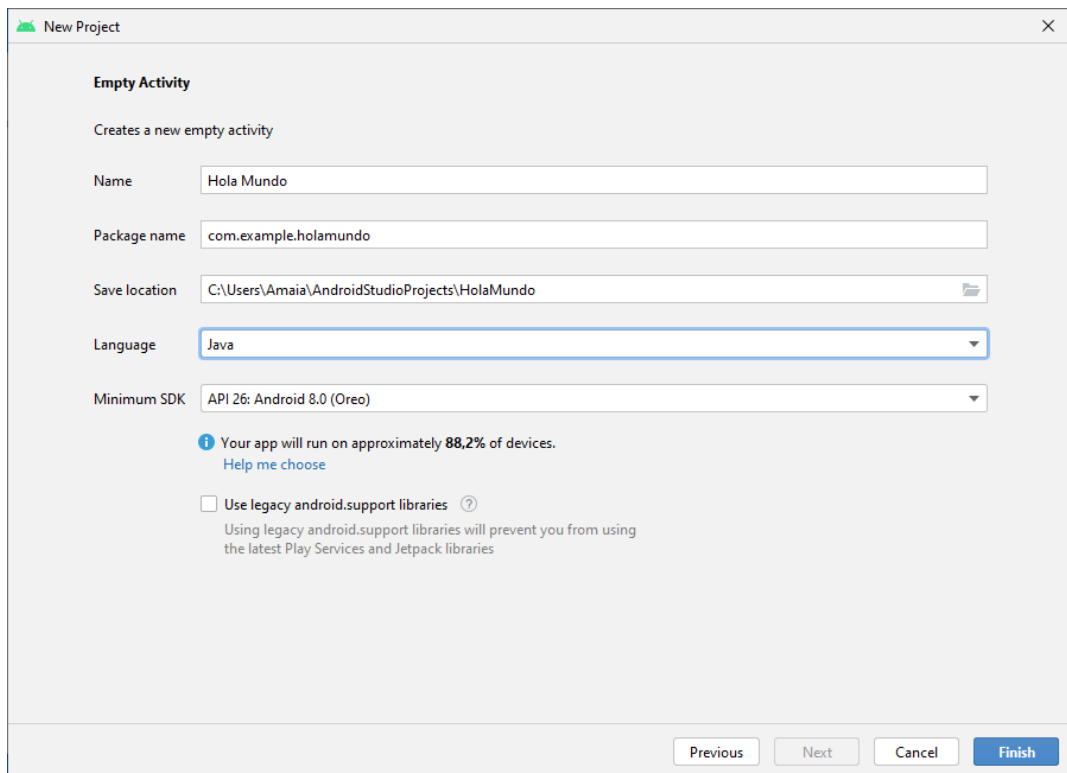 New Project
Empty Activity
Creates a new empty activity
Name Hola Mundo
Package name com.example.holamundo
Save location C:\Users\Amaia\AndroidStudioProjects\HolaMundo
Language Java
Minimum SDK API 26: Android 8.0 (Oreo)
Your app will run on approximately 88,2% of devices.
Help me choose
Use legacy android.support libraries ?
Using legacy android.support libraries will prevent you from using
the latest Play Services and Jetpack libraries
Previous Next Cancel Finish